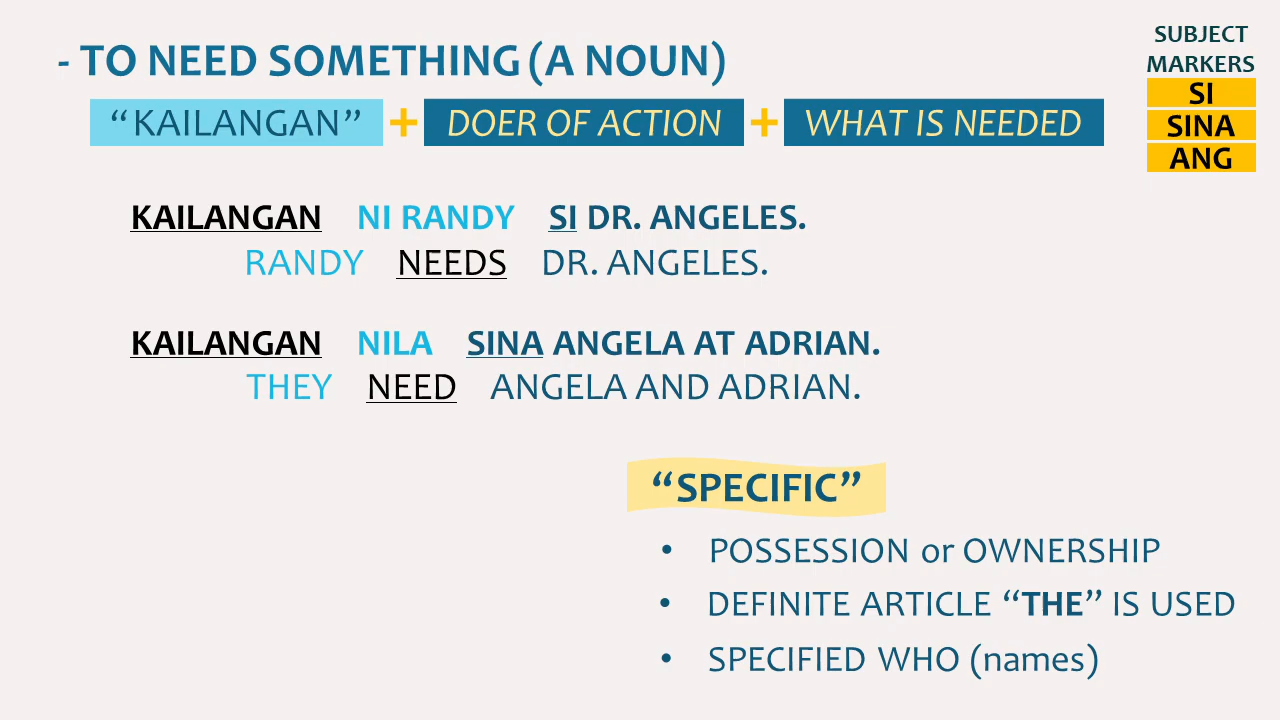 - TO NEED SOMETHING (A NOUN)
SUBJECT
MARKERS
SI
SINA
ANG
“KAILANGAN” + DOER OF ACTION + WHAT IS NEEDED
KAILANGAN NI RANDY SI DR. ANGELES.
RANDY NEEDS DR. ANGELES.
KAILANGAN NILA SINA ANGELA AT ADRIAN.
THEY NEED ANGELA AND ADRIAN.
“SPECIFIC”
• POSSESSION or OWNERSHIP
• DEFINITE ARTICLE “THE” IS USED
• SPECIFIED WHO (names)